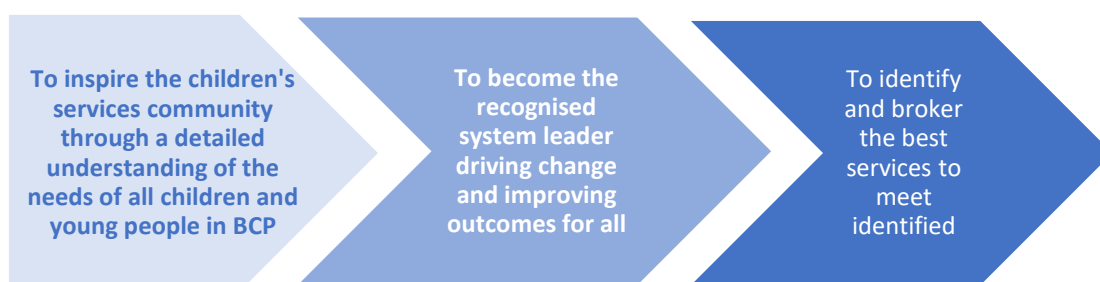 To inspire the children's
services community
through a detailed
understanding of the
needs of all children and
young people in BCP
To become the
recognised
system leader
driving change
and improving
outcomes for all
To identify
and broker
the best
services to
meet
identified